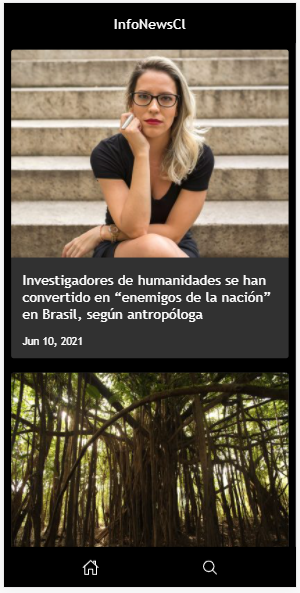 InfoNewsCl
Investigadores de humanidades se han
convertido en “enemigos de la nación”
en Brasil, según antropóloga
Jun 10, 2021